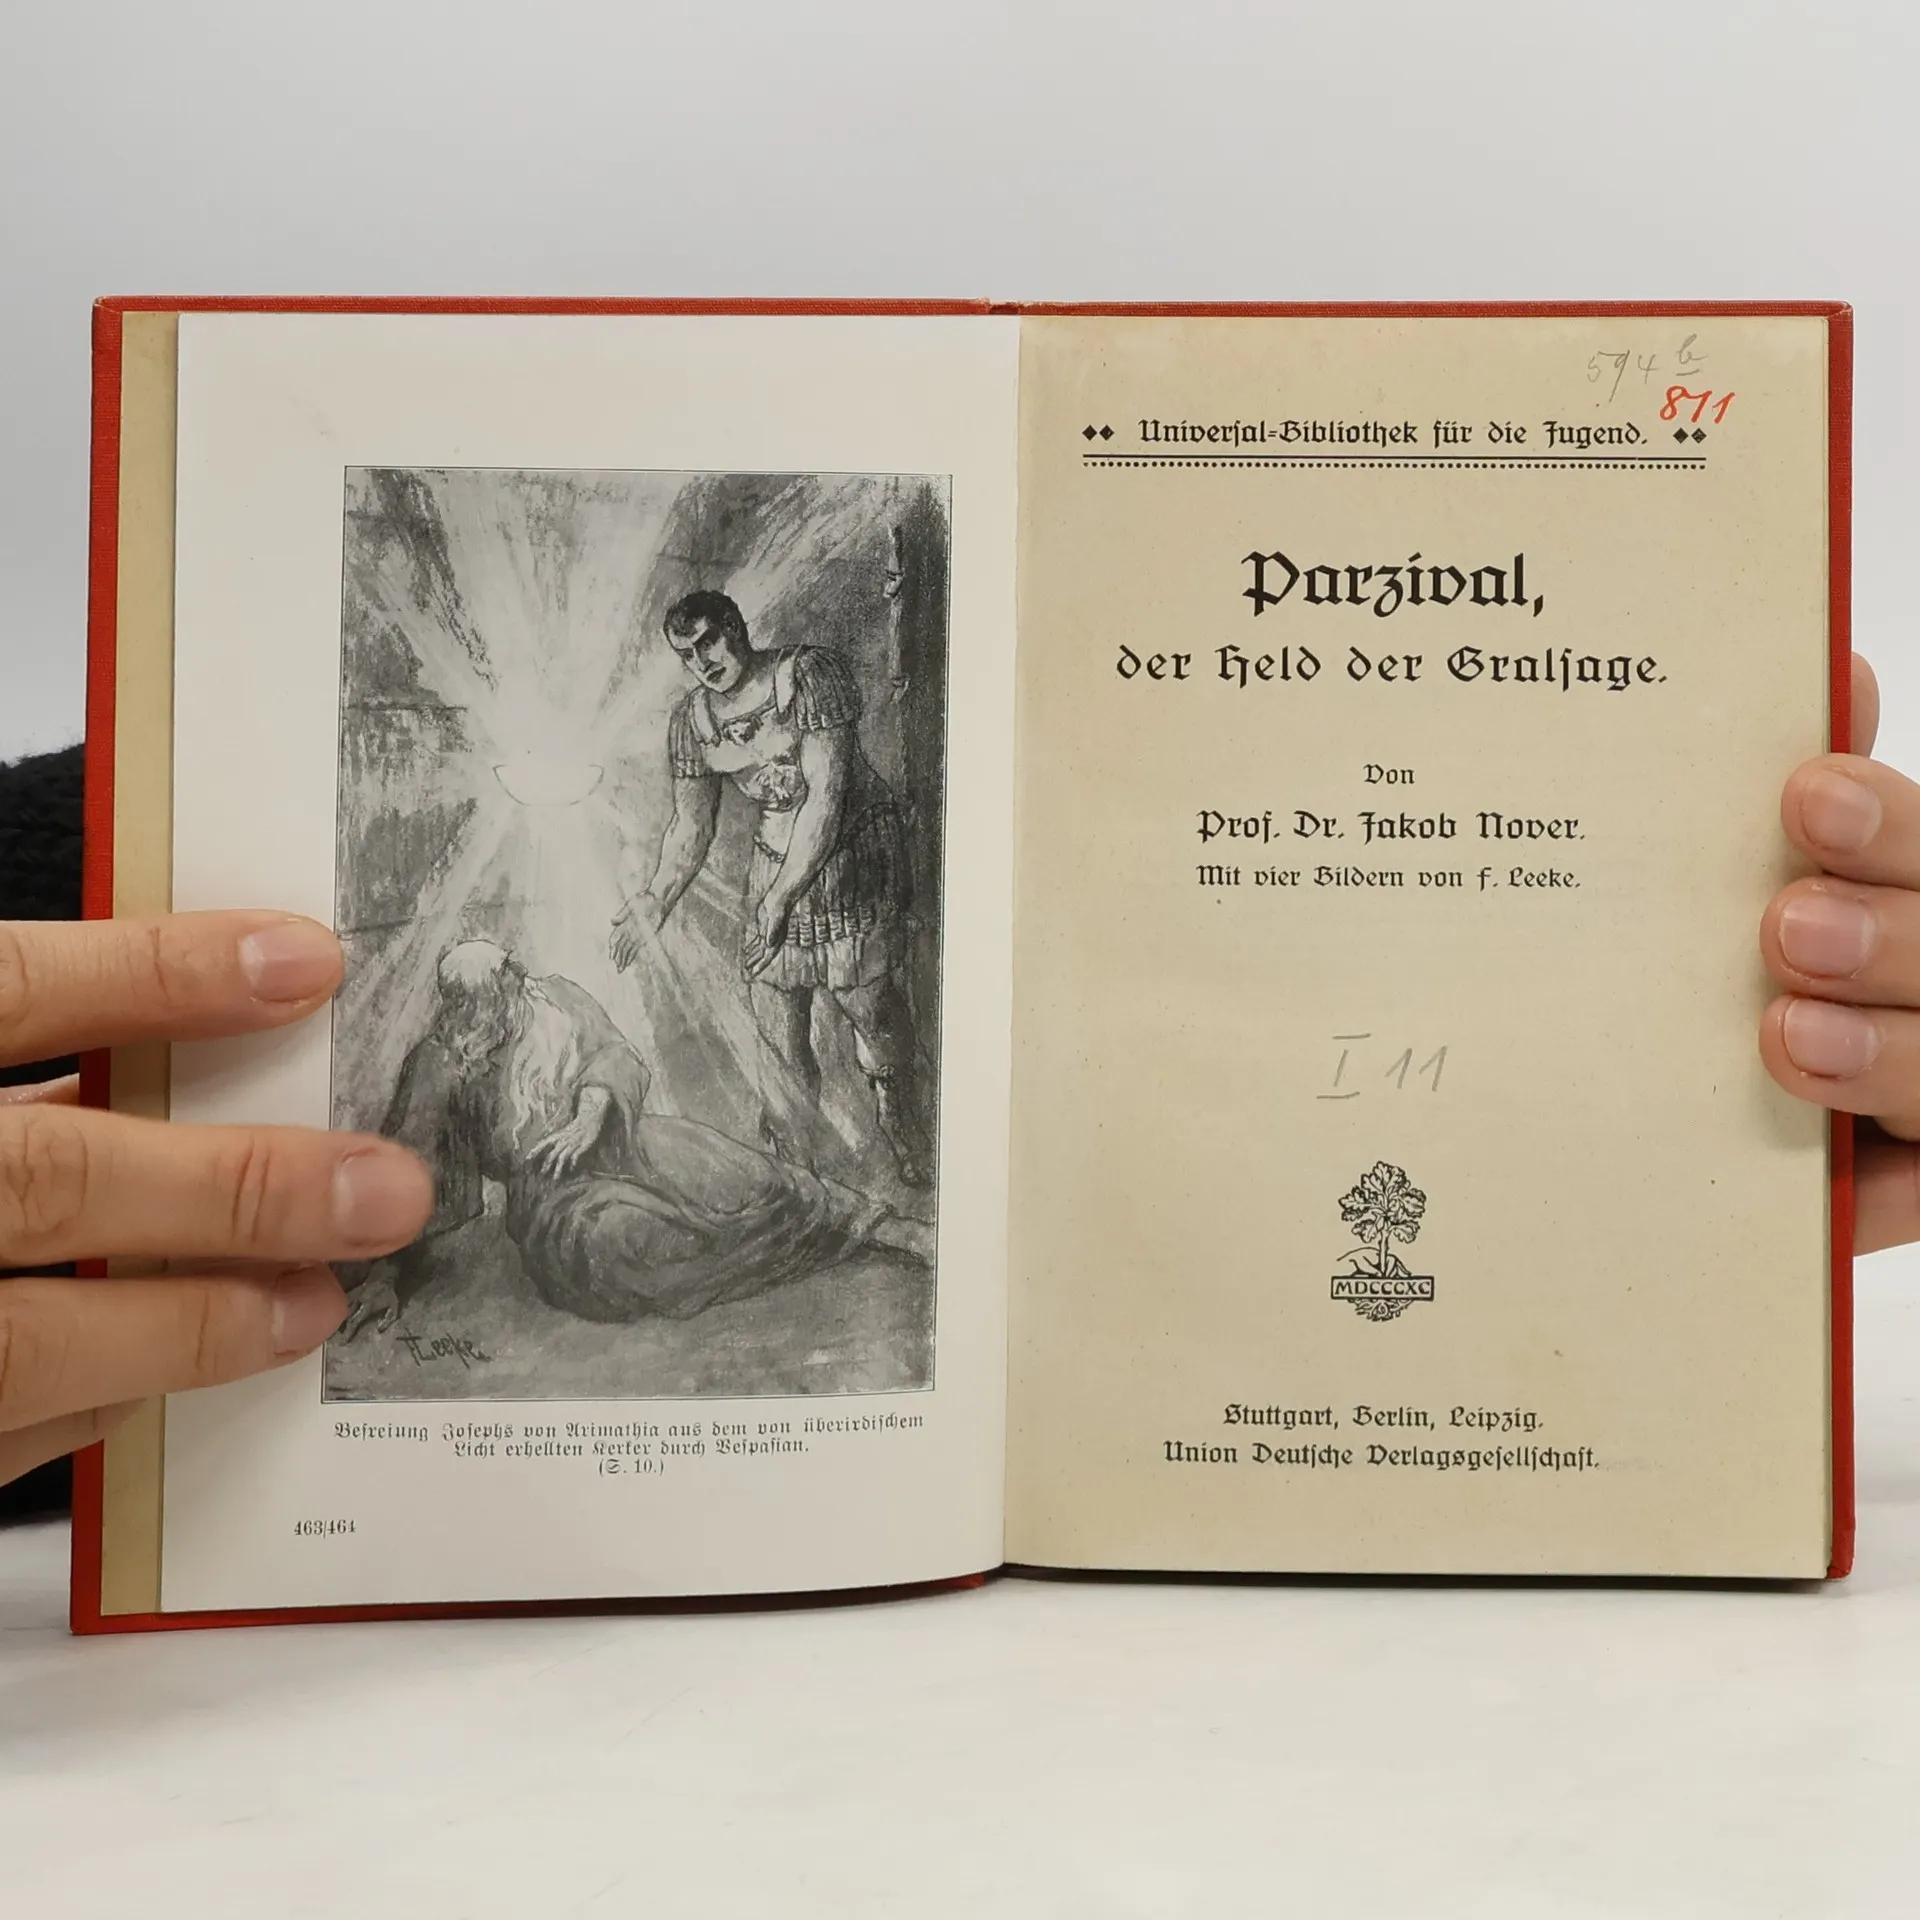 F Leeke.
Befreiung Josephs von Arimathia aus dem von überirdischem
Licht erhellten Kerker durch Vespasian.
(S. 10.)
463/464
594 b
811
Universal-Bibliothek für die Jugend.
Parzival,
der Held der Gralsage.
Von
Prof. Dr. Jakob Nover.
Mit vier Bildern von F. Leeke.
I 11
MDCCCXC
Stuttgart, Berlin, Leipzig.
Union Deutsche Verlagsgesellschaft.